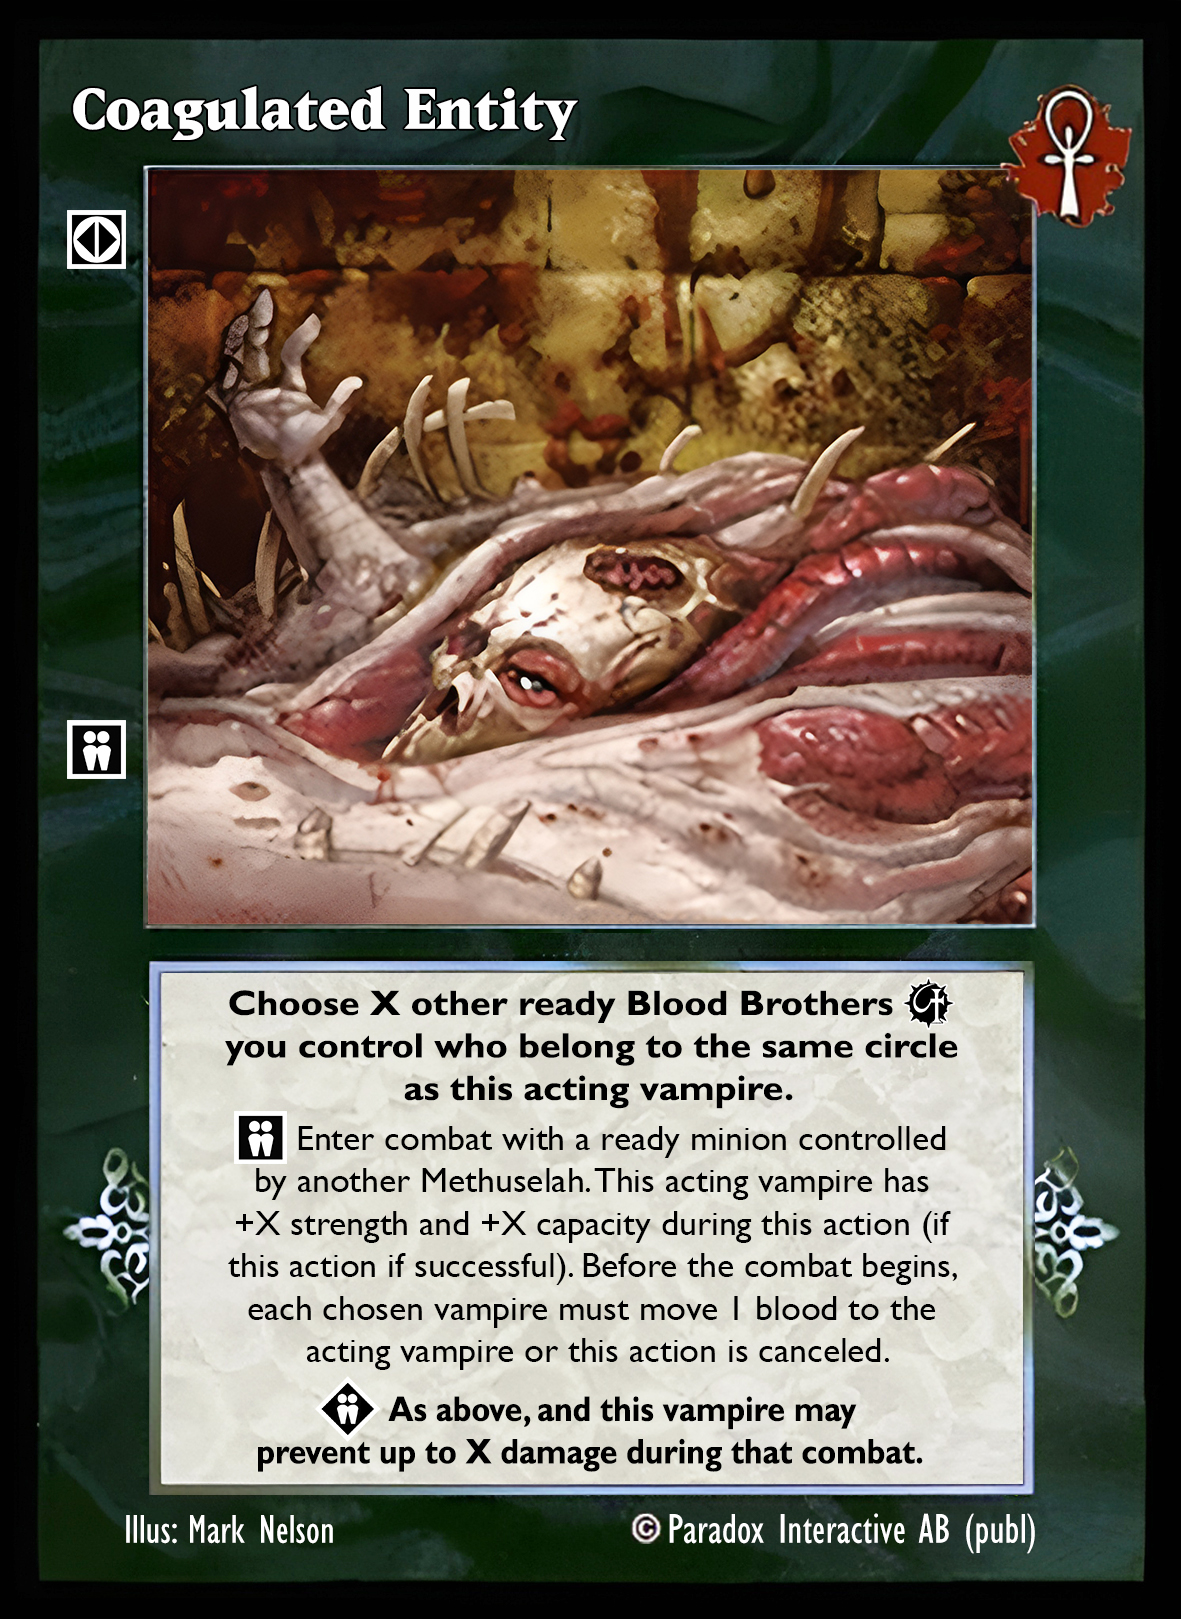 Coagulated Entity
Choose X other ready Blood Brothers
you control who belong to the same circle
as this acting vampire.
Enter combat with a ready minion controlled
by another Methuselah. This acting vampire has
+X strength and +X capacity during this action (if
this action if successful). Before the combat begins,
each chosen vampire must move 1 blood to the
acting vampire or this action is canceled.
As above, and this vampire may
prevent up to X damage during that combat.
Illus: Mark Nelson
© Paradox Interactive AB (publ)